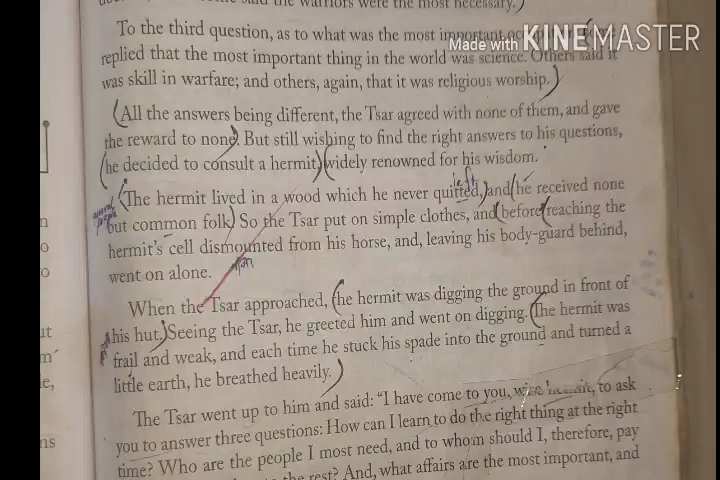 said the warriors were the most necessary.
To the third question, as to what was the most important
replied that the most important thing in the world was science. Others said it
was skill in warfare; and others, again, that it was religious worship.
All the answers being different, the Tsar agreed with none of them, and gave
the reward to none. But still wishing to find the right answers to his questions,
he decided to consult a hermit, widely renowned for his wisdom.
left
The hermit lived in a wood which he never quitted, and he received none
but common folk. So the Tsar put on simple clothes, and before reaching the
hermit's cell dismounted from his horse, and, leaving his body-guard behind,
went on alone.
When the Tsar approached, the hermit was digging the ground in front of
his hut. Seeing the Tsar, he greeted him and went on digging. The hermit was
frail and weak, and each time he stuck his spade into the ground and turned a
little earth, he breathed heavily.
The Tsar went up to him and said: "I have come to you, wise hermit, to ask
you to answer three questions: How can I learn to do the right thing at the right
time? Who are the people I most need, and to whom should I, therefore, pay
the rest? And, what affairs are the most important, and
n
o
o
ut
m'
e,
ns
Made with KINEMASTER